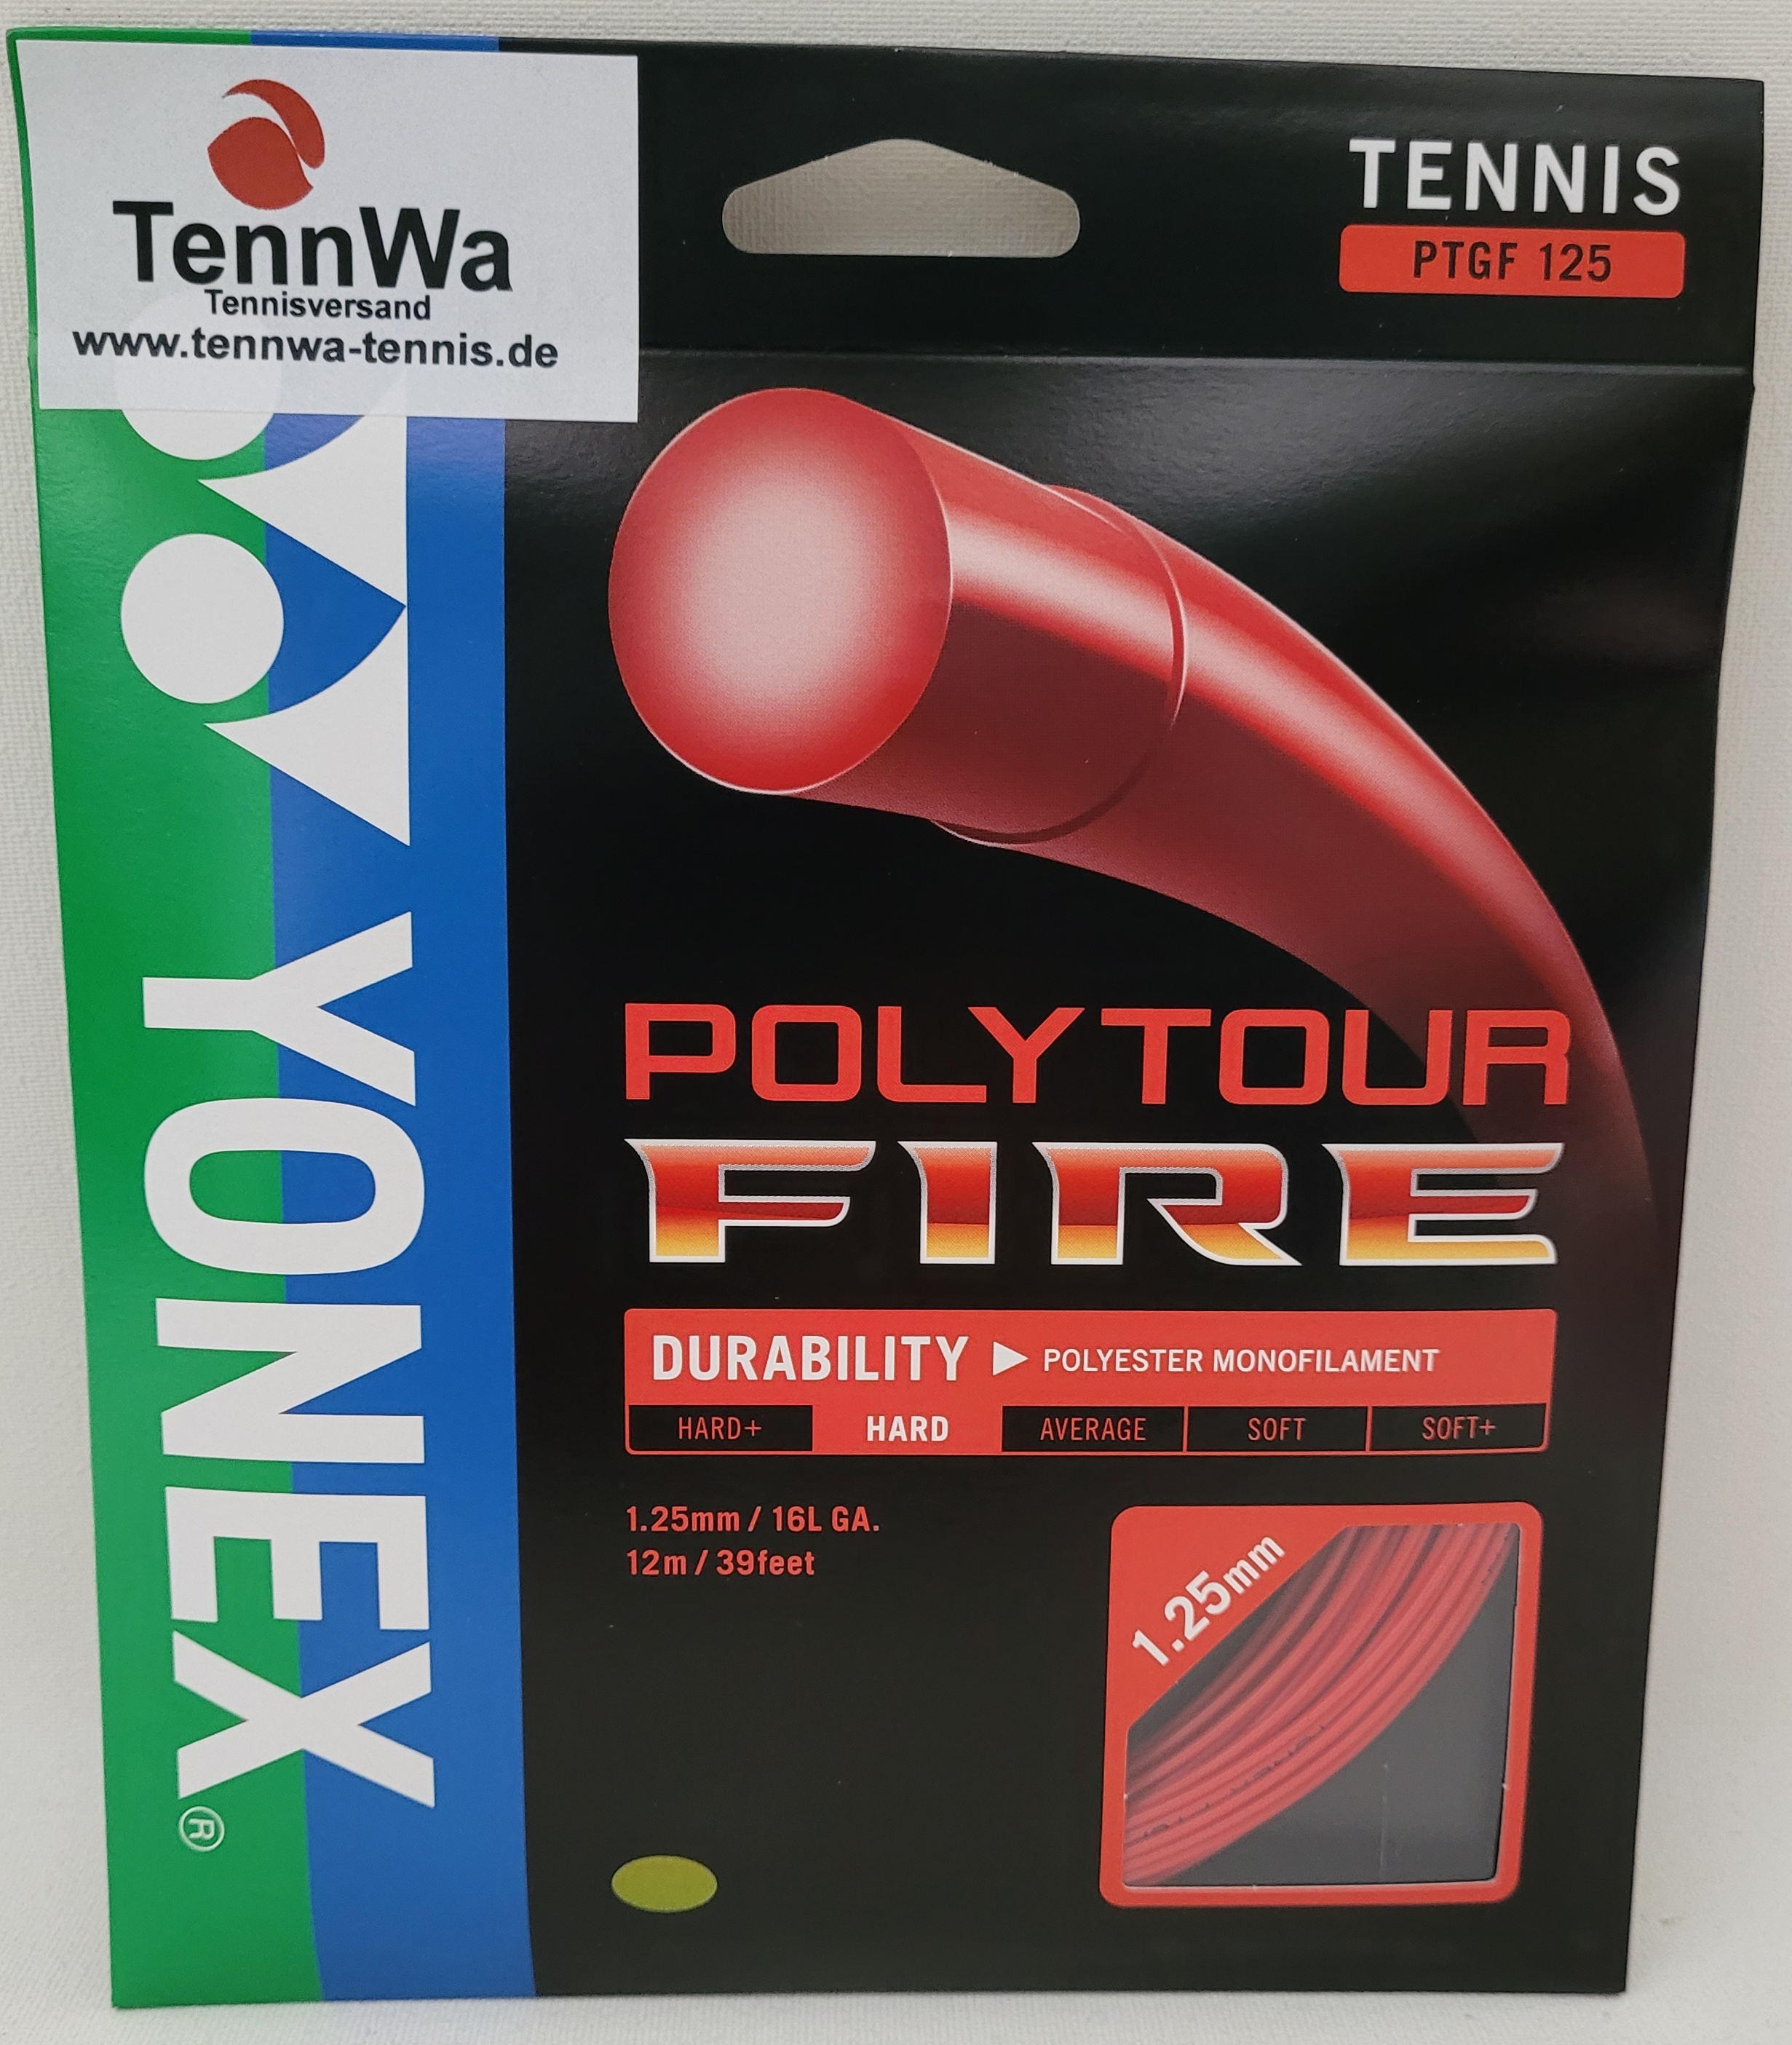 TennWa
Tennisversand
www.tennwa-tennis.de
TENNIS
PTGF 125
YONEX®
POLYTOUR
FIRE
DURABILITY ▶ POLYESTER MONOFILAMENT
HARD+ HARD AVERAGE SOFT SOFT+
1.25mm / 16L GA.
12m / 39feet
1.25mm